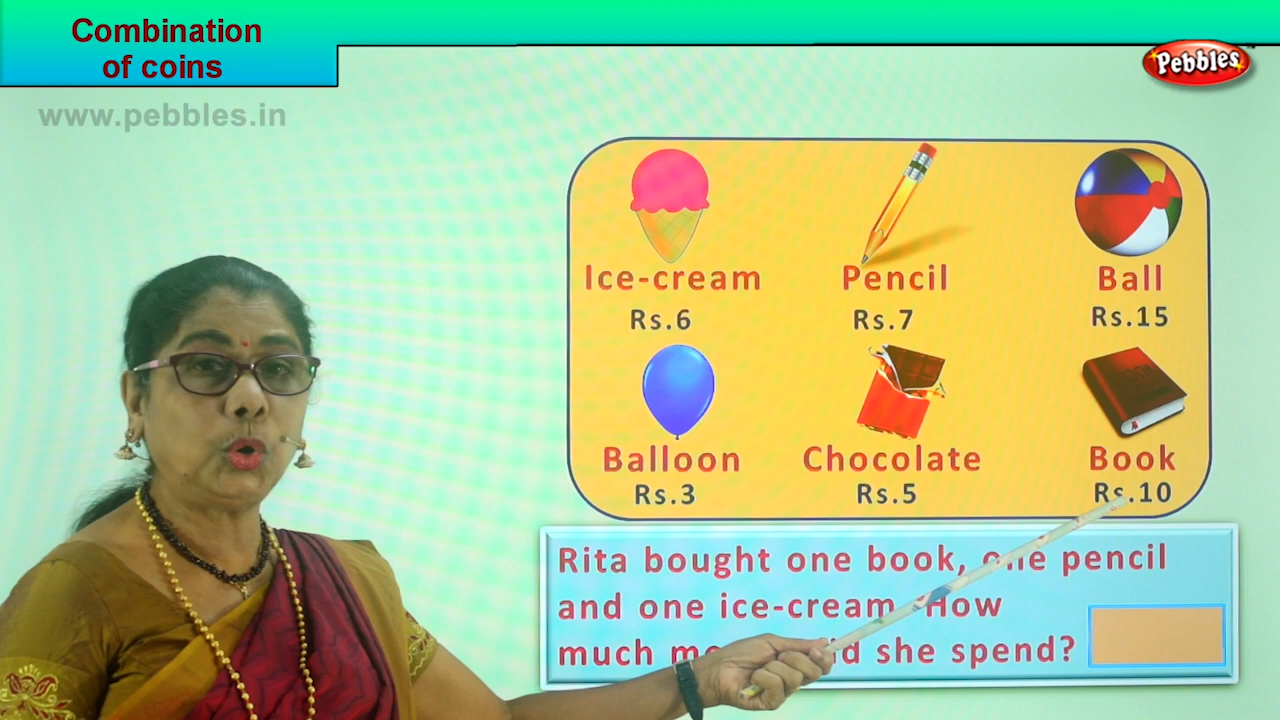 Combination
of coins
www.pebbles.in
Pebbles
Ice-cream Pencil Ball
Rs.6 Rs.7 Rs.15
Balloon Chocolate Book
Rs.3 Rs.5 Rs.10
Rita bought one book, one pencil
and one ice-cream How
much she spend?